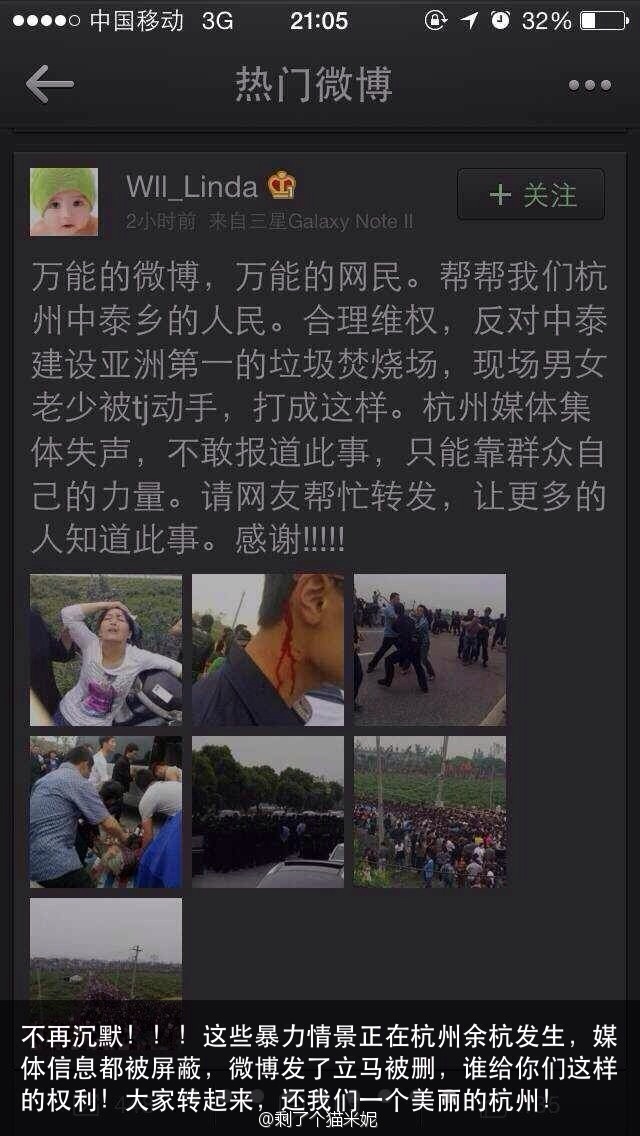 中国移动 3G 21:05 32%
热门微博
Wll_Linda
+ 关注
2小时前 来自三星Galaxy Note II
万能的微博，万能的网民。帮帮我们杭
州中泰乡的人民。合理维权，反对中泰
建设亚洲第一的垃圾焚烧场，现场男女
老少被tj动手，打成这样。杭州媒体集
体失声，不敢报道此事，只能靠群众自
己的力量。请网友帮忙转发，让更多的
人知道此事。感谢!!!!!
不再沉默！！！这些暴力情景正在杭州余杭发生，媒
体信息都被屏蔽，微博发了立马被删，谁给你们这样
的权利！大家转起来，还我们一个美丽的杭州！
@剩了个猫米妮